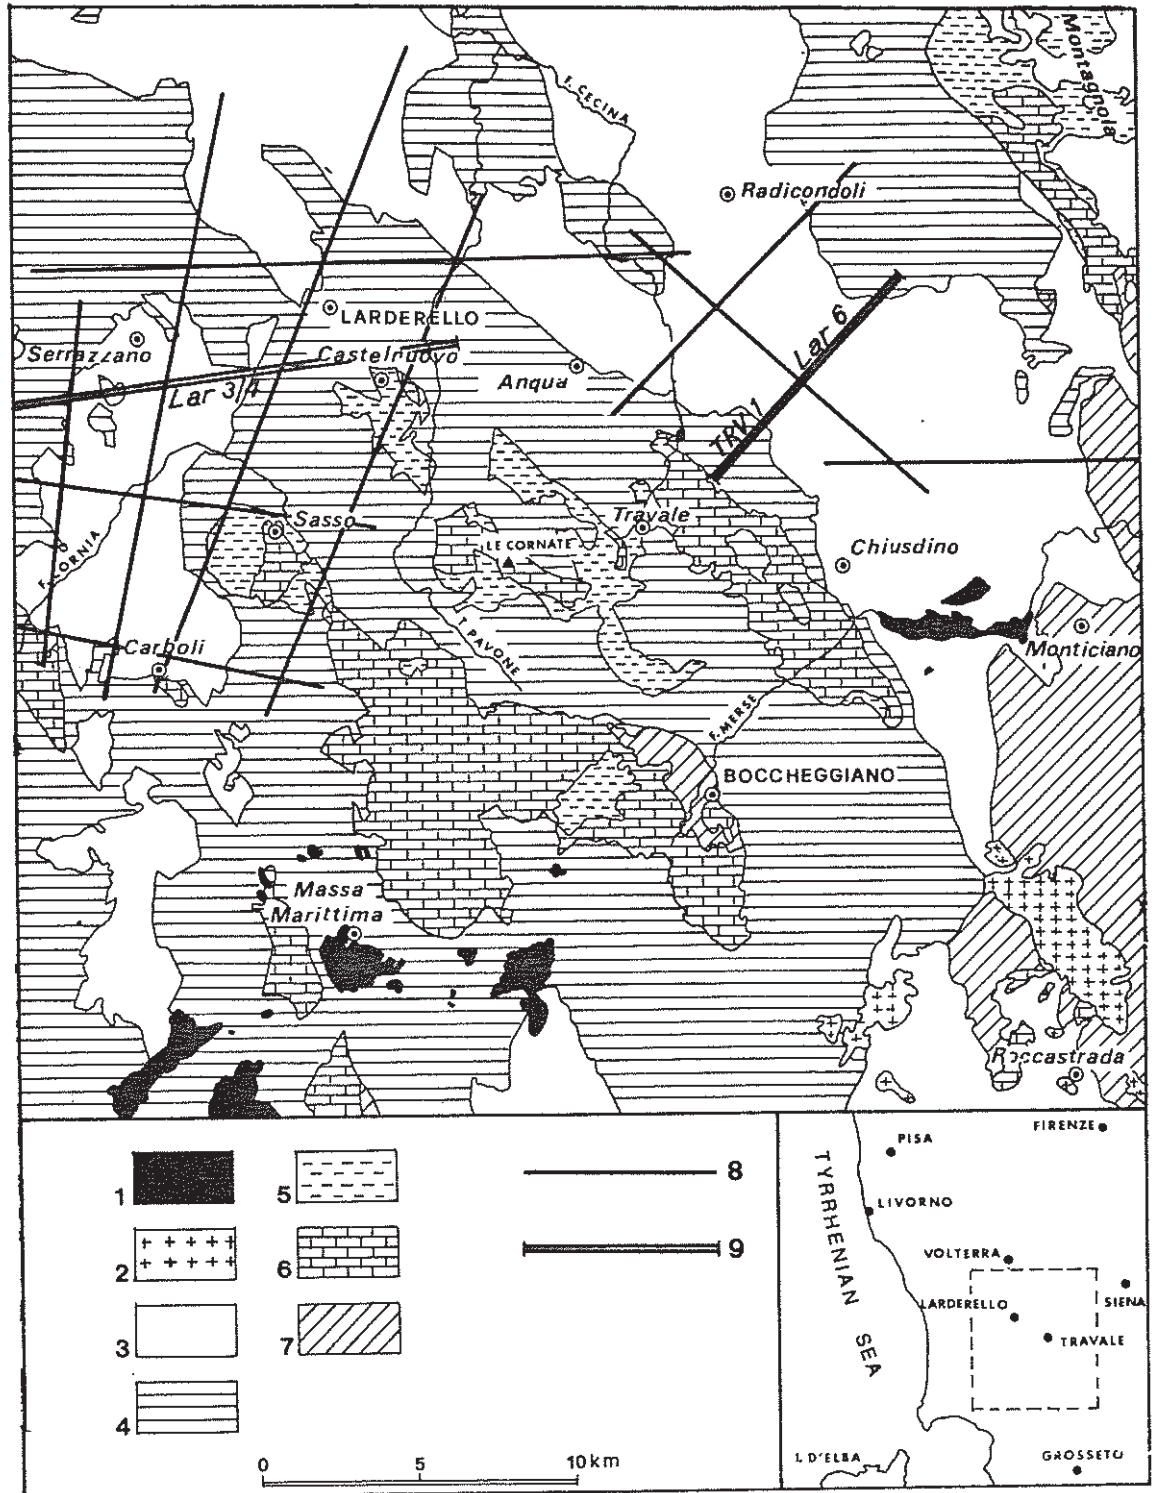 Montagnola
F. CECINA
Radicondoli
LARDERELLO
Serrazzano
Castelnuovo
Lar 3/4
Anqua
Lar 6
TRV 1
Travale
Sasso
LE CORNATE
Chiusdino
F. CORNIA
Carboli
T. PAVONE
Monticiano
F. MERSE
BOCCHEGGIANO
Massa
Marittima
Roccastrada
1
2
3
4
5
6
7
8
9
0 5 10 km
PISA
FIRENZE
LIVORNO
TYRRHENIAN SEA
VOLTERRA
LARDERELLO
SIENA
TRAVALE
I. D'ELBA
GROSSETO